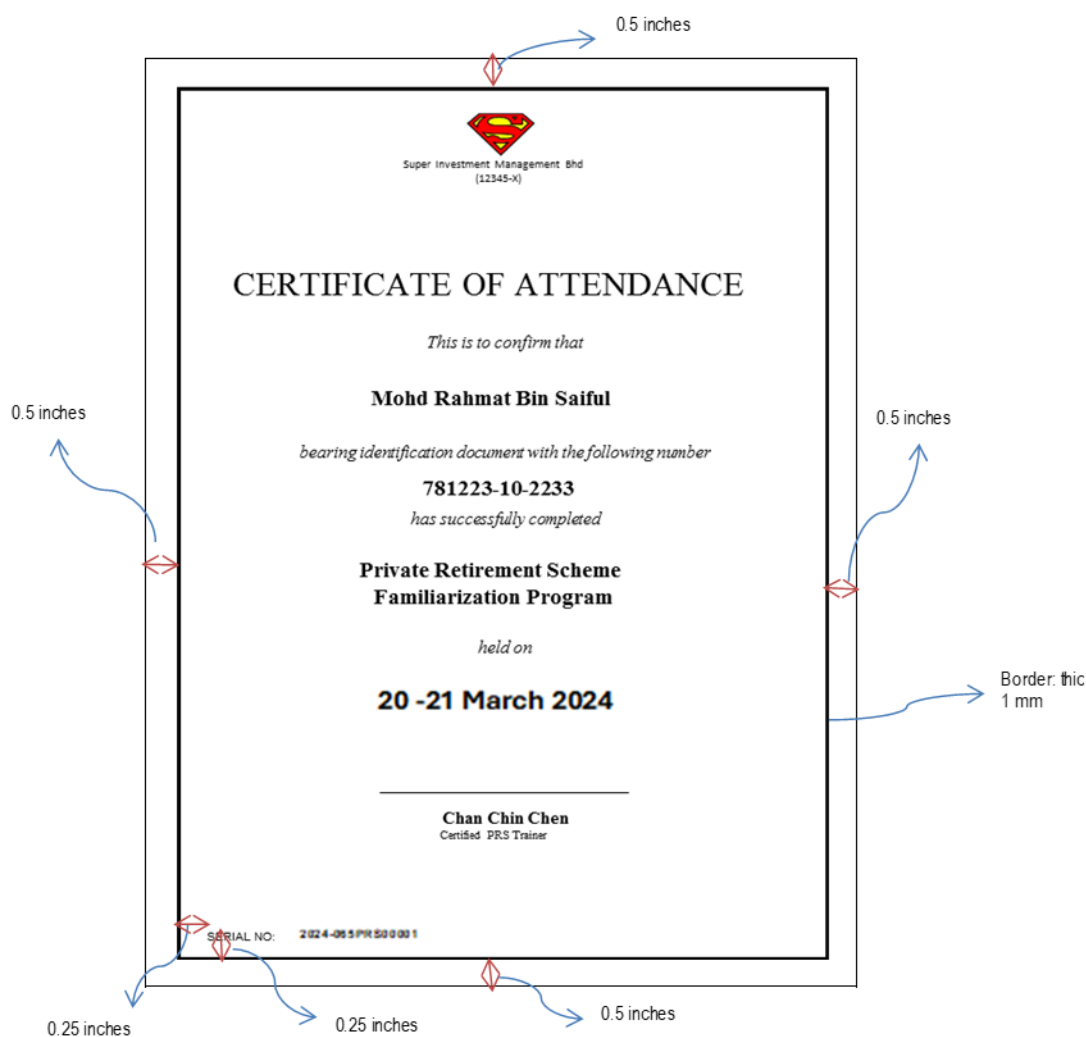 0.5 inches
Super Investment Management Bhd
(12345-X)
CERTIFICATE OF ATTENDANCE
This is to confirm that
Mohd Rahmat Bin Saiful
0.5 inches
0.5 inches
bearing identification document with the following number
781223-10-2233
has successfully completed
Private Retirement Scheme
Familiarization Program
held on
Border: thic
1 mm
20 -21 March 2024
Chan Chin Chen
Certified PRS Trainer
SERIAL NO: 2024-065PRS00001
0.5 inches
0.25 inches
0.25 inches